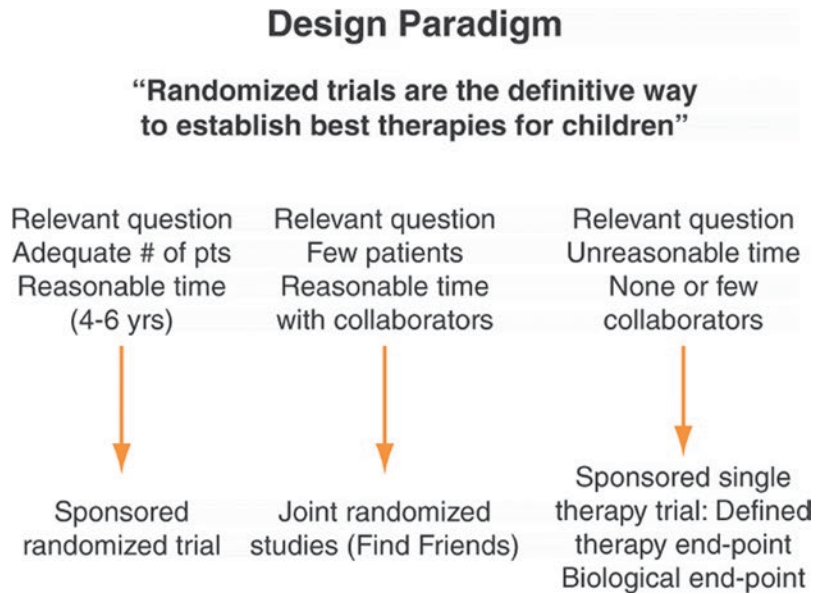 Design Paradigm
“Randomized trials are the definitive way
to establish best therapies for children”
Relevant question
Adequate # of pts
Reasonable time
(4-6 yrs)
Relevant question
Few patients
Reasonable time
with collaborators
Relevant question
Unreasonable time
None or few
collaborators
Sponsored
randomized trial
Joint randomized
studies (Find Friends)
Sponsored single
therapy trial: Defined
therapy end-point
Biological end-point